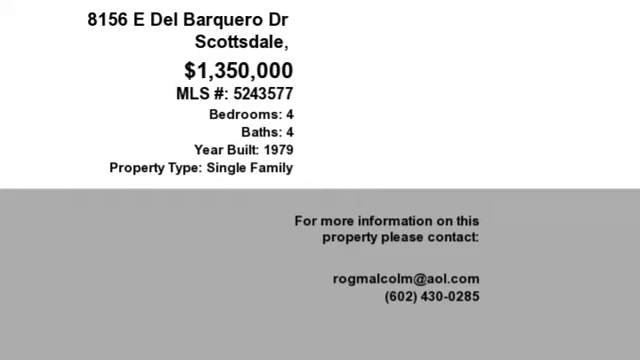 8156 E Del Barquero Dr
Scottsdale,
$1,350,000
MLS #: 5243577
Bedrooms: 4
Baths: 4
Year Built: 1979
Property Type: Single Family
For more information on this
property please contact:
rogmalcolm@aol.com
(602) 430-0285